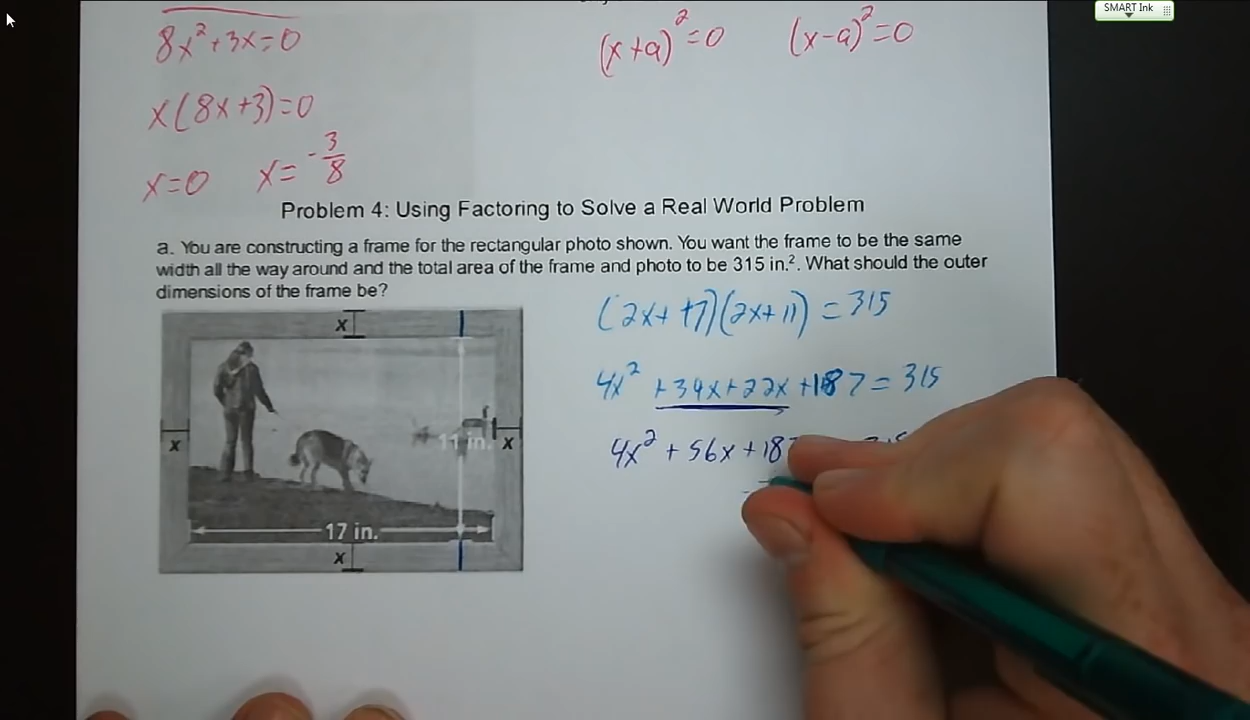 SMART Ink
8x²+3x=0
(x+a)²=0 (x-a)²=0
x(8x+3)=0
x=0 x=-3/8
Problem 4: Using Factoring to Solve a Real World Problem
a. You are constructing a frame for the rectangular photo shown. You want the frame to be the same
width all the way around and the total area of the frame and photo to be 315 in.². What should the outer
dimensions of the frame be?
(2x+17)(2x+11) = 315
x
4x² +34x+22x +187 = 315
x 11 in. x
4x² + 56x + 18
17 in.
x